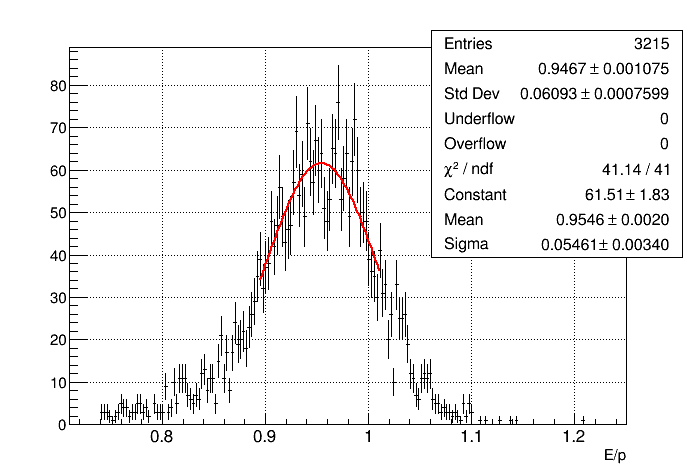 Entries 3215
Mean 0.9467 ± 0.001075
Std Dev 0.06093 ± 0.0007599
Underflow 0
Overflow 0
χ² / ndf 41.14 / 41
Constant 61.51 ± 1.83
Mean 0.9546 ± 0.0020
Sigma 0.05461 ± 0.00340
80
70
60
50
40
30
20
10
0
0.8 0.9 1 1.1 1.2
E/p